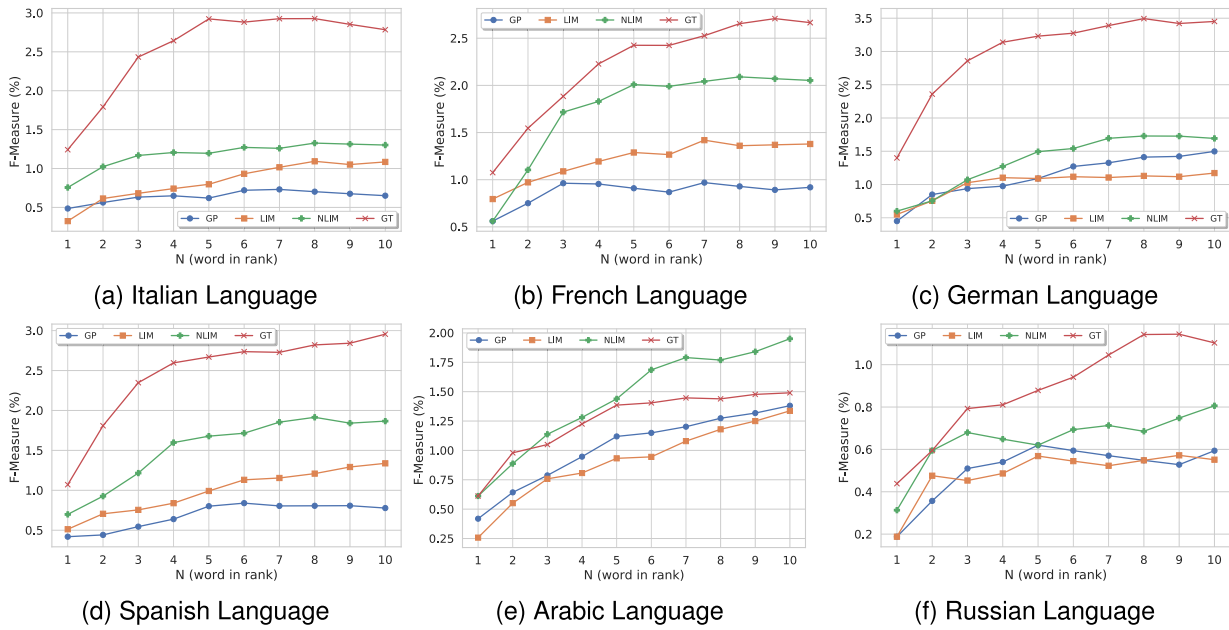 3.0
2.5
2.0
1.5
1.0
0.5
F-Measure (%)
GP LIM NLIM GT
1 2 3 4 5 6 7 8 9 10
N (word in rank)
(a) Italian Language
2.5
2.0
1.5
1.0
0.5
F-Measure (%)
GP LIM NLIM GT
1 2 3 4 5 6 7 8 9 10
N (word in rank)
(b) French Language
3.5
3.0
2.5
2.0
1.5
1.0
0.5
F-Measure (%)
GP LIM NLIM GT
1 2 3 4 5 6 7 8 9 10
N (word in rank)
(c) German Language
3.0
2.5
2.0
1.5
1.0
0.5
F-Measure (%)
GP LIM NLIM GT
1 2 3 4 5 6 7 8 9 10
N (word in rank)
(d) Spanish Language
2.00
1.75
1.50
1.25
1.00
0.75
0.50
0.25
F-Measure (%)
GP LIM NLIM GT
1 2 3 4 5 6 7 8 9 10
N (word in rank)
(e) Arabic Language
1.0
0.8
0.6
0.4
0.2
F-Measure (%)
GP LIM NLIM GT
1 2 3 4 5 6 7 8 9 10
N (word in rank)
(f) Russian Language